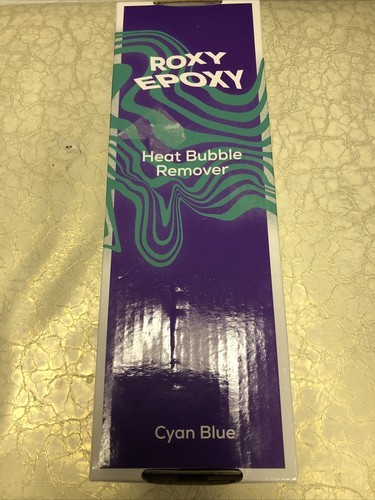 ROXY
EPOXY
Heat Bubble
Remover
Cyan Blue